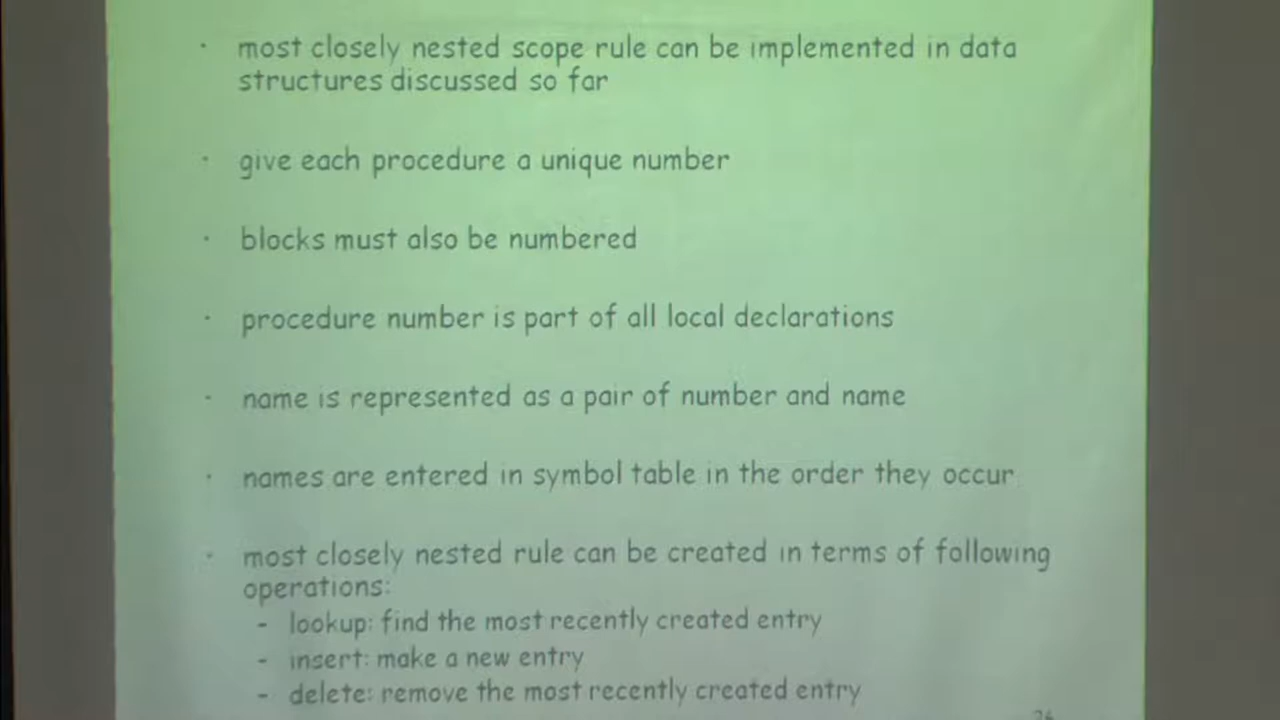 · most closely nested scope rule can be implemented in data
structures discussed so far
· give each procedure a unique number
· blocks must also be numbered
· procedure number is part of all local declarations
· name is represented as a pair of number and name
· names are entered in symbol table in the order they occur
· most closely nested rule can be created in terms of following
operations:
- lookup: find the most recently created entry
- insert: make a new entry
- delete: remove the most recently created entry